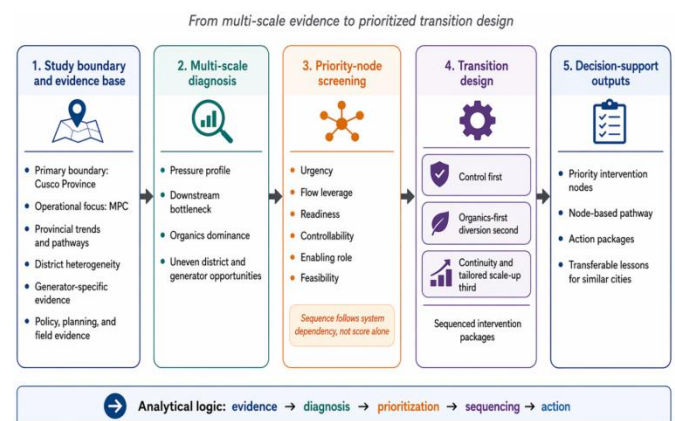 From multi-scale evidence to prioritized transition design
1. Study boundary
and evidence base
• Primary boundary:
Cusco Province
• Operational focus: MPC
• Provincial trends
and pathways
• District heterogeneity
• Generator-specific
evidence
• Policy, planning, and
field evidence
2. Multi-scale
diagnosis
• Pressure profile
• Downstream
bottleneck
• Organics dominance
• Uneven district and
generator opportunities
3. Priority-node
screening
• Urgency
• Flow leverage
• Readiness
• Controllability
• Enabling role
• Feasibility
Sequence follows system
dependency, not score alone
4. Transition
design
Control first
Organics-first
diversion second
Continuity and
tailored scale-up
third
Sequenced intervention
packages
5. Decision-support
outputs
• Priority intervention
nodes
• Node-based pathway
• Action packages
• Transferable lessons
for similar cities
Analytical logic: evidence → diagnosis → prioritization → sequencing → action